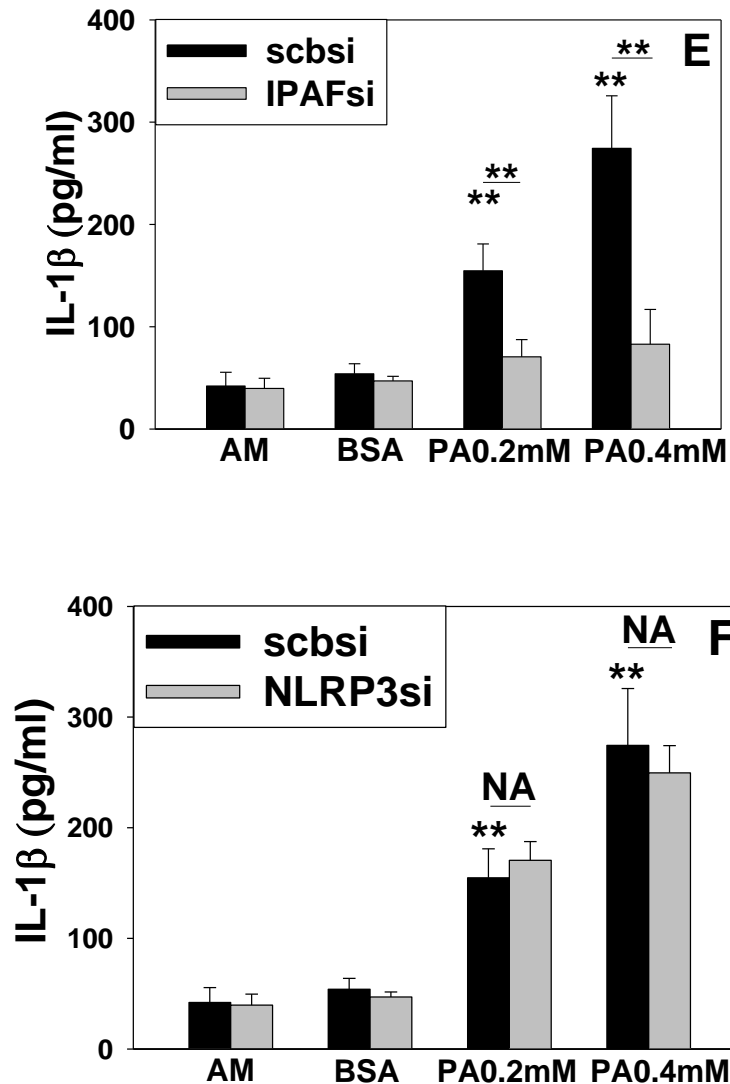 400
scbsi
IPAFsi
E
**
**
300
**
**
200
100
0
IL-1β (pg/ml)
AM BSA PA0.2mM PA0.4mM
400
scbsi
NLRP3si
F
NA
**
300
NA
**
200
100
0
IL-1β (pg/ml)
AM BSA PA0.2mM PA0.4mM